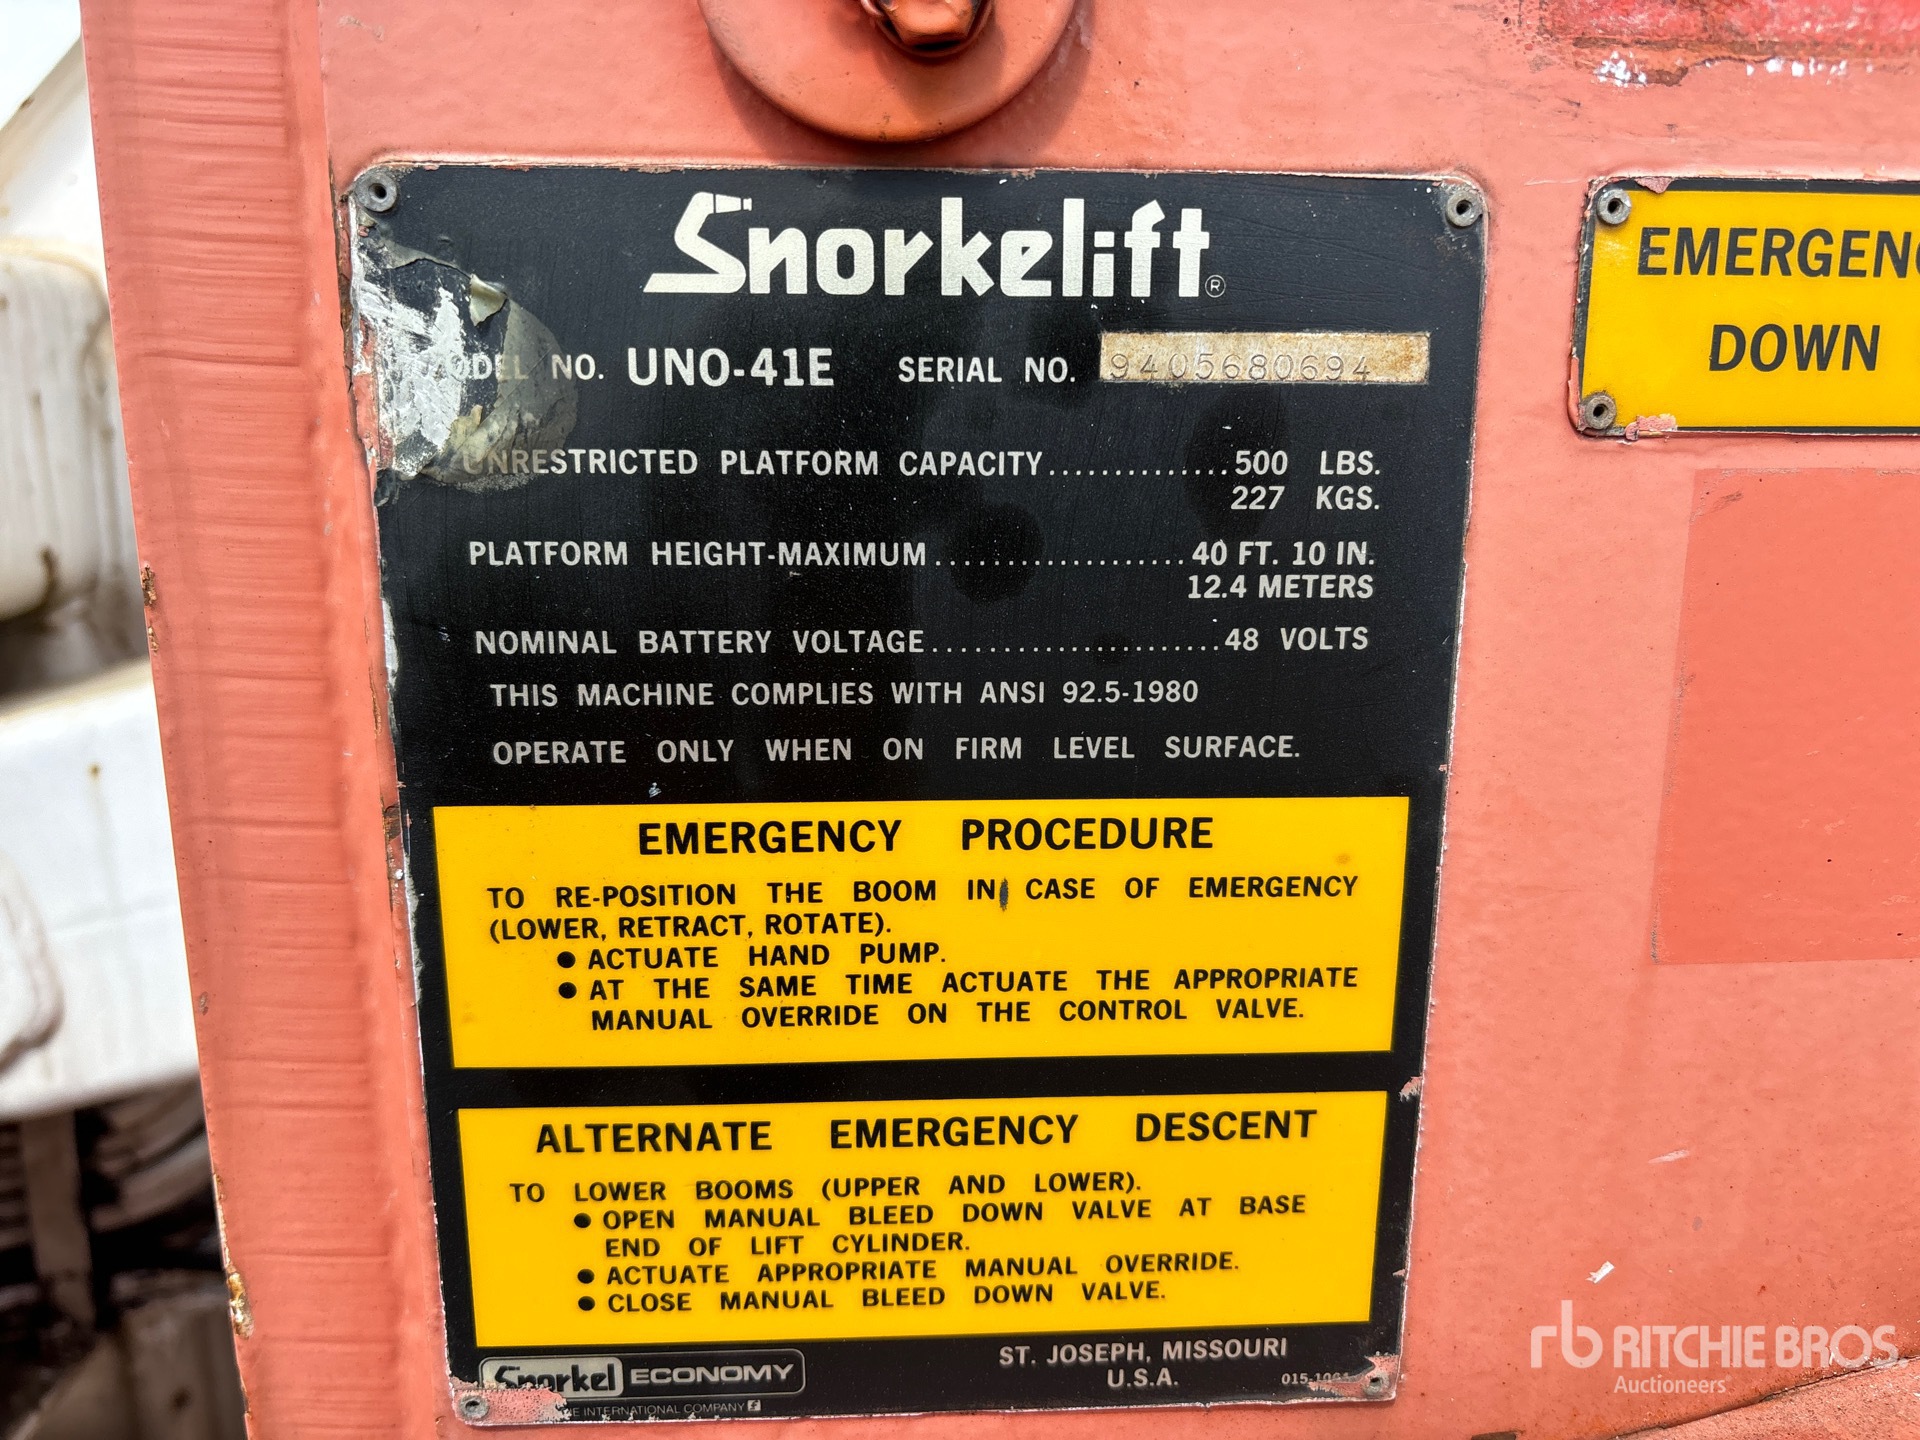 Snorkelift®
MODEL NO. UNO-41E SERIAL NO. 9405680694
UNRESTRICTED PLATFORM CAPACITY..............500 LBS.
227 KGS.
PLATFORM HEIGHT-MAXIMUM...................40 FT. 10 IN.
12.4 METERS
NOMINAL BATTERY VOLTAGE......................48 VOLTS
THIS MACHINE COMPLIES WITH ANSI 92.5-1980
OPERATE ONLY WHEN ON FIRM LEVEL SURFACE.
EMERGENCY PROCEDURE
TO RE-POSITION THE BOOM IN CASE OF EMERGENCY
(LOWER, RETRACT, ROTATE).
● ACTUATE HAND PUMP.
● AT THE SAME TIME ACTUATE THE APPROPRIATE
MANUAL OVERRIDE ON THE CONTROL VALVE.
ALTERNATE EMERGENCY DESCENT
TO LOWER BOOMS (UPPER AND LOWER).
● OPEN MANUAL BLEED DOWN VALVE AT BASE
END OF LIFT CYLINDER.
● ACTUATE APPROPRIATE MANUAL OVERRIDE.
● CLOSE MANUAL BLEED DOWN VALVE.
Snorkel ECONOMY
INTERNATIONAL COMPANY
ST. JOSEPH, MISSOURI
U.S.A.
EMERGENC
DOWN
rb RITCHIE BROS.
Auctioneers